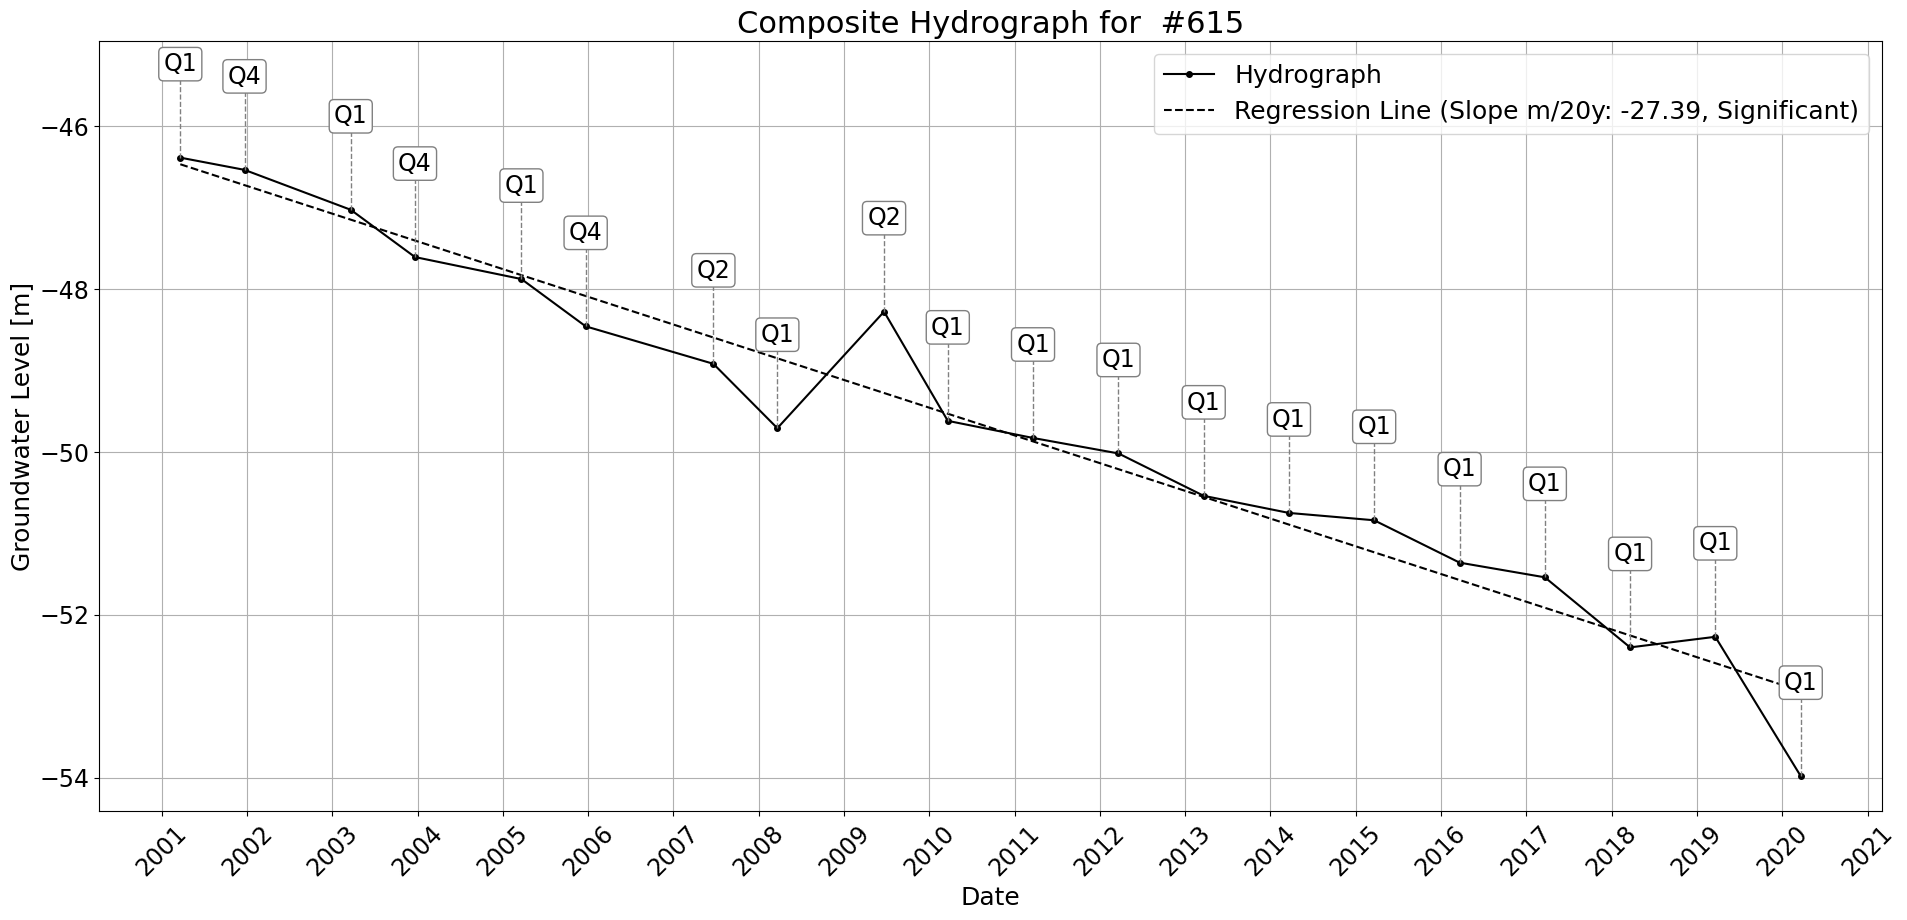 Composite Hydrograph for  #615
Hydrograph
Regression Line (Slope m/20y: -27.39, Significant)
Q1
Q4
Q1
Q4
Q1
Q4
Q2
Q1
Q2
Q1
Q1
Q1
Q1
Q1
Q1
Q1
Q1
Q1
Q1
Q1
Groundwater Level [m]
−46
−48
−50
−52
−54
2001
2002
2003
2004
2005
2006
2007
2008
2009
2010
2011
2012
2013
2014
2015
2016
2017
2018
2019
2020
2021
Date